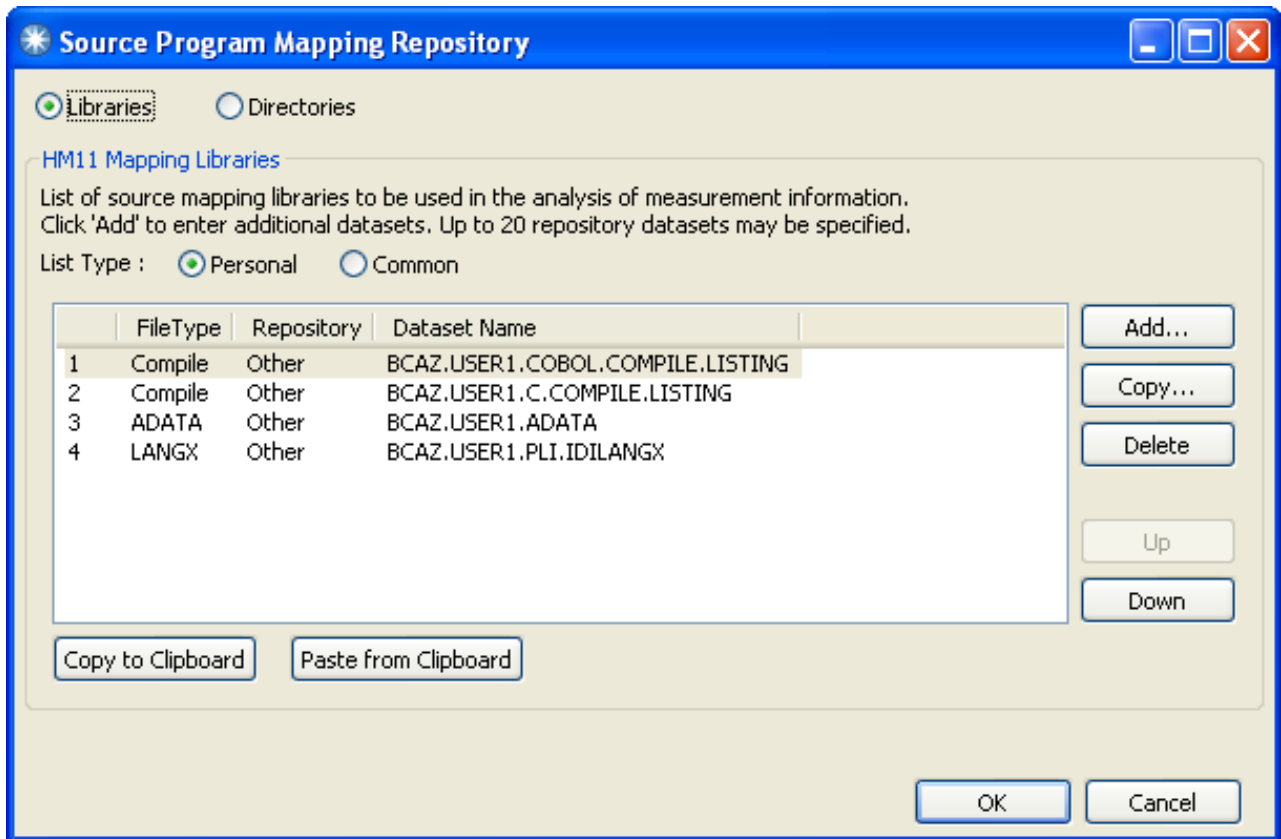 Source Program Mapping Repository
Libraries Directories
HM11 Mapping Libraries
List of source mapping libraries to be used in the analysis of measurement information.
Click 'Add' to enter additional datasets. Up to 20 repository datasets may be specified.
List Type : Personal Common
FileType Repository Dataset Name
1 Compile Other BCAZ.USER1.COBOL.COMPILE.LISTING
2 Compile Other BCAZ.USER1.C.COMPILE.LISTING
3 ADATA Other BCAZ.USER1.ADATA
4 LANGX Other BCAZ.USER1.PLI.IDILANGX
Add...
Copy...
Delete
Up
Down
Copy to Clipboard Paste from Clipboard
OK Cancel